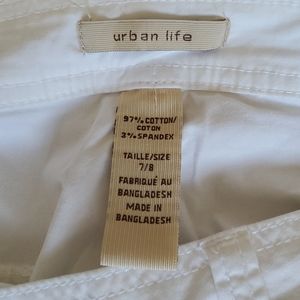 urban life
97% COTTON/
COTON
3% SPANDEX
TAILLE/SIZE
7/8
FABRIQUÉ AU
BANGLADESH
MADE IN
BANGLADESH